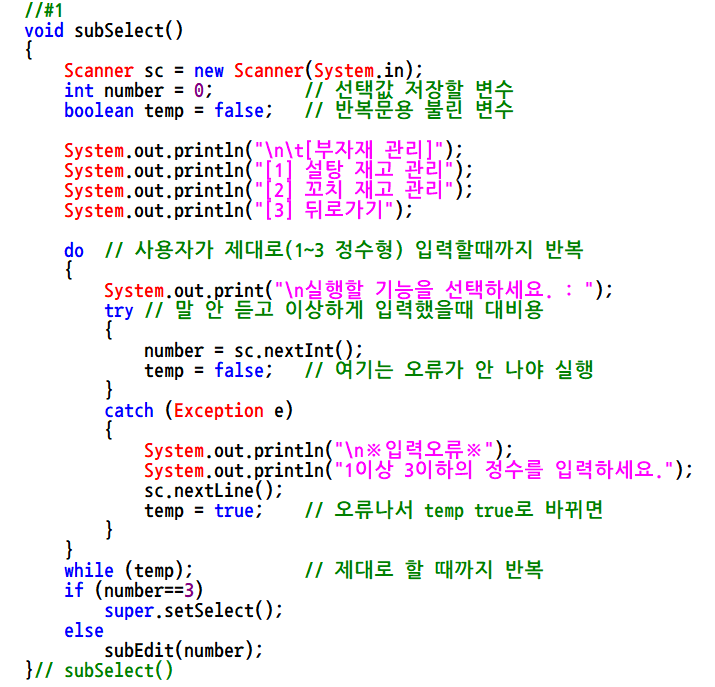 //#1
void subSelect()
{
    Scanner sc = new Scanner(System.in);
    int number = 0;         // 선택값 저장할 변수
    boolean temp = false;   // 반복문용 불린 변수

    System.out.println("\n\t[부자재 관리]");
    System.out.println("[1] 설탕 재고 관리");
    System.out.println("[2] 꼬치 재고 관리");
    System.out.println("[3] 뒤로가기");

    do  // 사용자가 제대로(1~3 정수형) 입력할때까지 반복
    {
        System.out.print("\n실행할 기능을 선택하세요. : ");
        try // 말 안 듣고 이상하게 입력했을때 대비용
        {
            number = sc.nextInt();
            temp = false;   // 여기는 오류가 안 나야 실행
        }
        catch (Exception e)
        {
            System.out.println("\n※입력오류※");
            System.out.println("1이상 3이하의 정수를 입력하세요.");
            sc.nextLine();
            temp = true;    // 오류나서 temp true로 바뀌면
        }
    }
    while (temp);           // 제대로 할 때까지 반복
    if (number==3)
        super.setSelect();
    else
        subEdit(number);
}// subSelect()